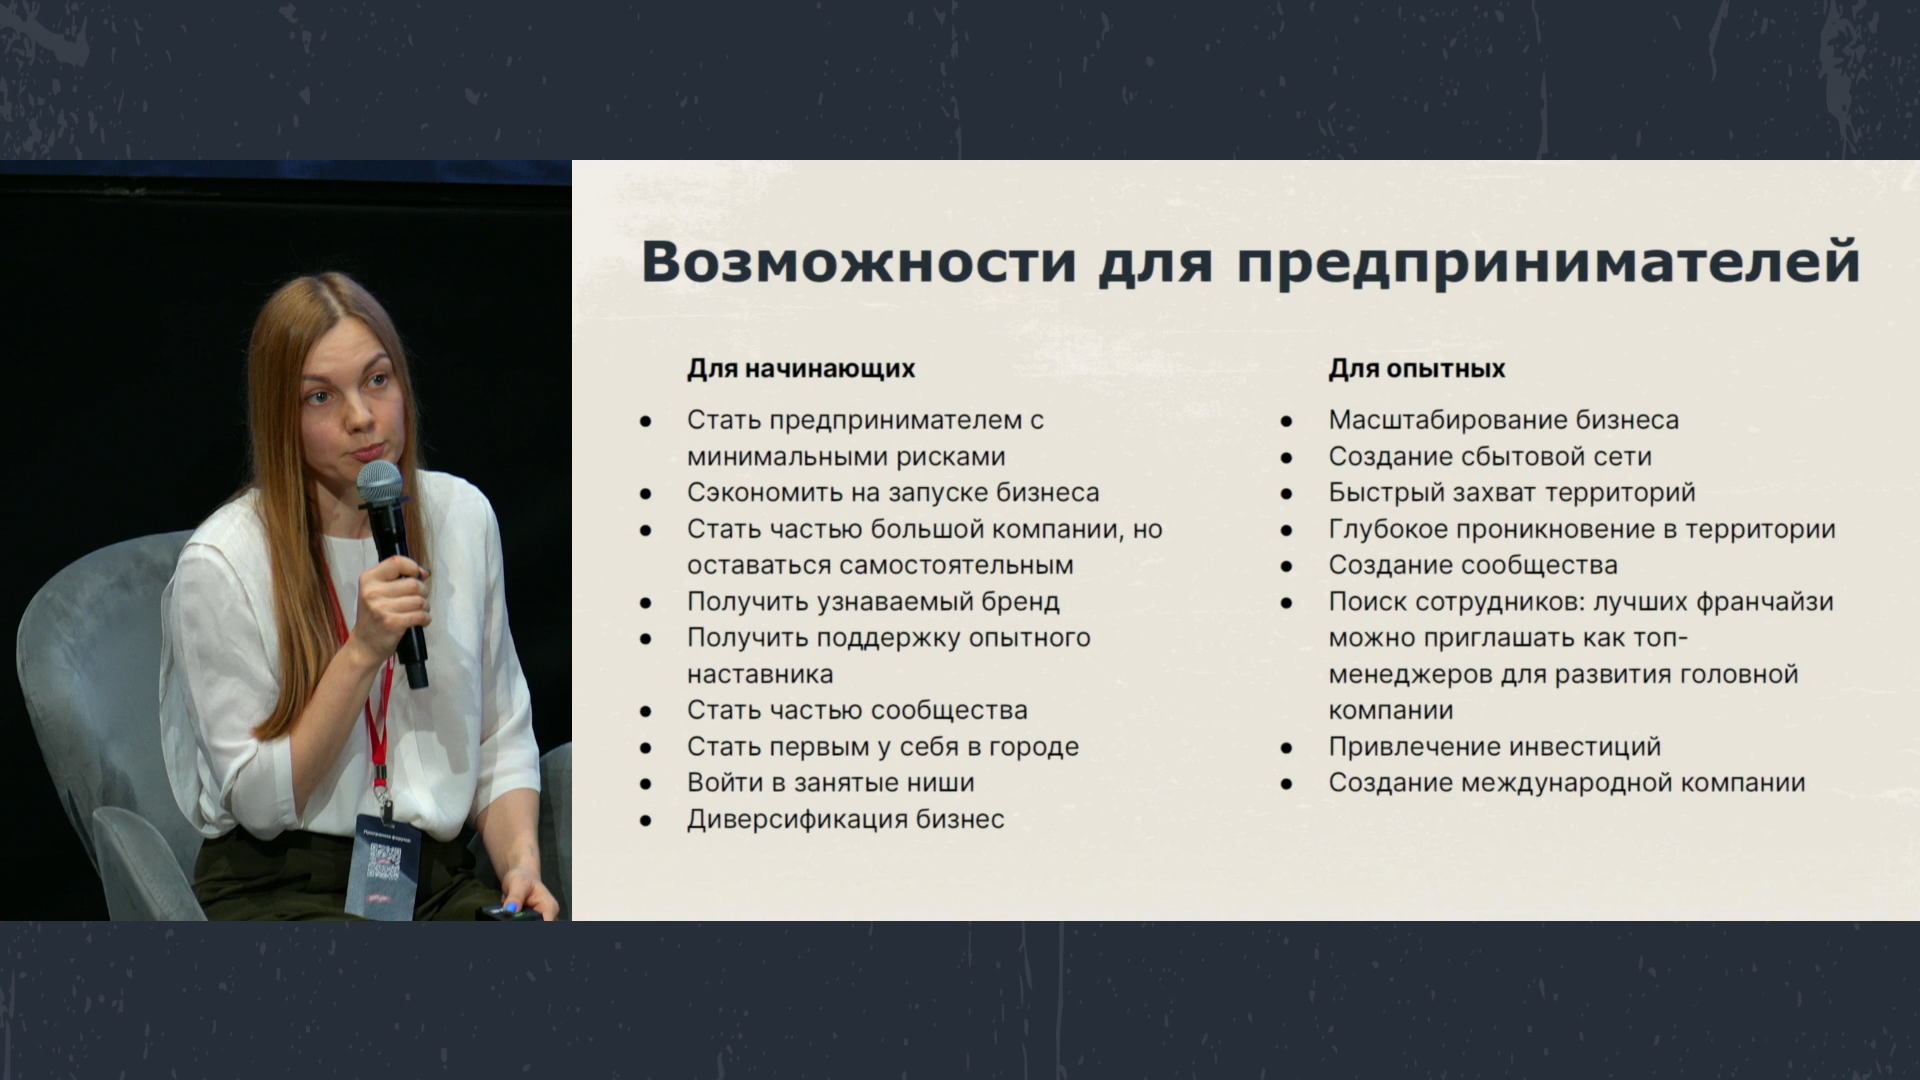 Возможности для предпринимателей
Для начинающих
Стать предпринимателем с
минимальными рисками
Сэкономить на запуске бизнеса
Стать частью большой компании, но
оставаться самостоятельным
Получить узнаваемый бренд
Получить поддержку опытного
наставника
Стать частью сообщества
Стать первым у себя в городе
Войти в занятые ниши
Диверсификация бизнес
Для опытных
Масштабирование бизнеса
Создание сбытовой сети
Быстрый захват территорий
Глубокое проникновение в территории
Создание сообщества
Поиск сотрудников: лучших франчайзи
можно приглашать как топ-
менеджеров для развития головной
компании
Привлечение инвестиций
Создание международной компании